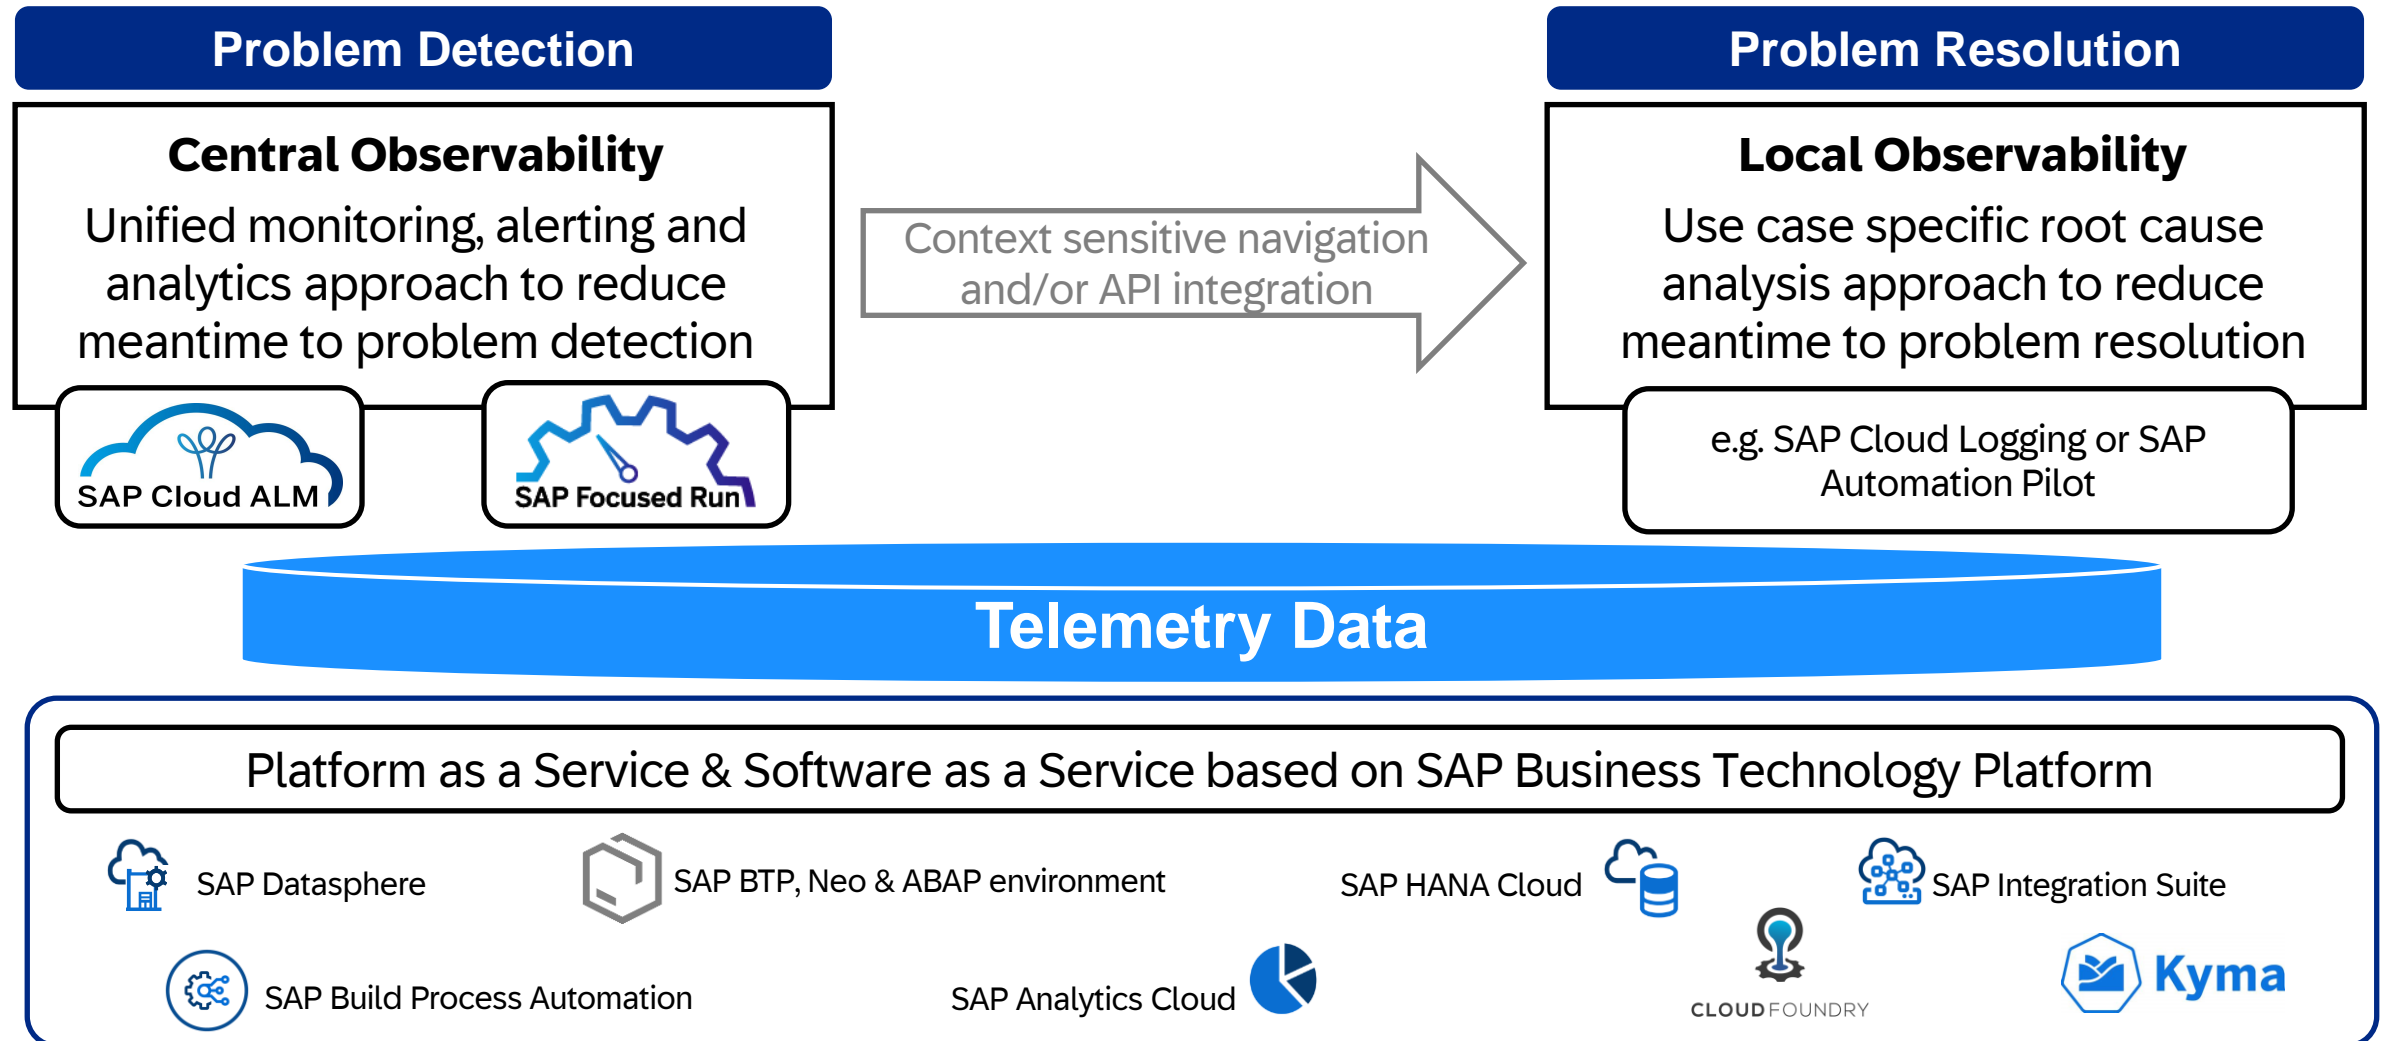 Problem Detection
Problem Resolution
Central Observability
Unified monitoring, alerting and
analytics approach to reduce
meantime to problem detection
SAP Cloud ALM
SAP Focused Run
Context sensitive navigation
and/or API integration
Local Observability
Use case specific root cause
analysis approach to reduce
meantime to problem resolution
e.g. SAP Cloud Logging or SAP
Automation Pilot
Telemetry Data
Platform as a Service & Software as a Service based on SAP Business Technology Platform
SAP Datasphere
SAP BTP, Neo & ABAP environment
SAP HANA Cloud
SAP Integration Suite
SAP Build Process Automation
SAP Analytics Cloud
CLOUDFOUNDRY
Kyma